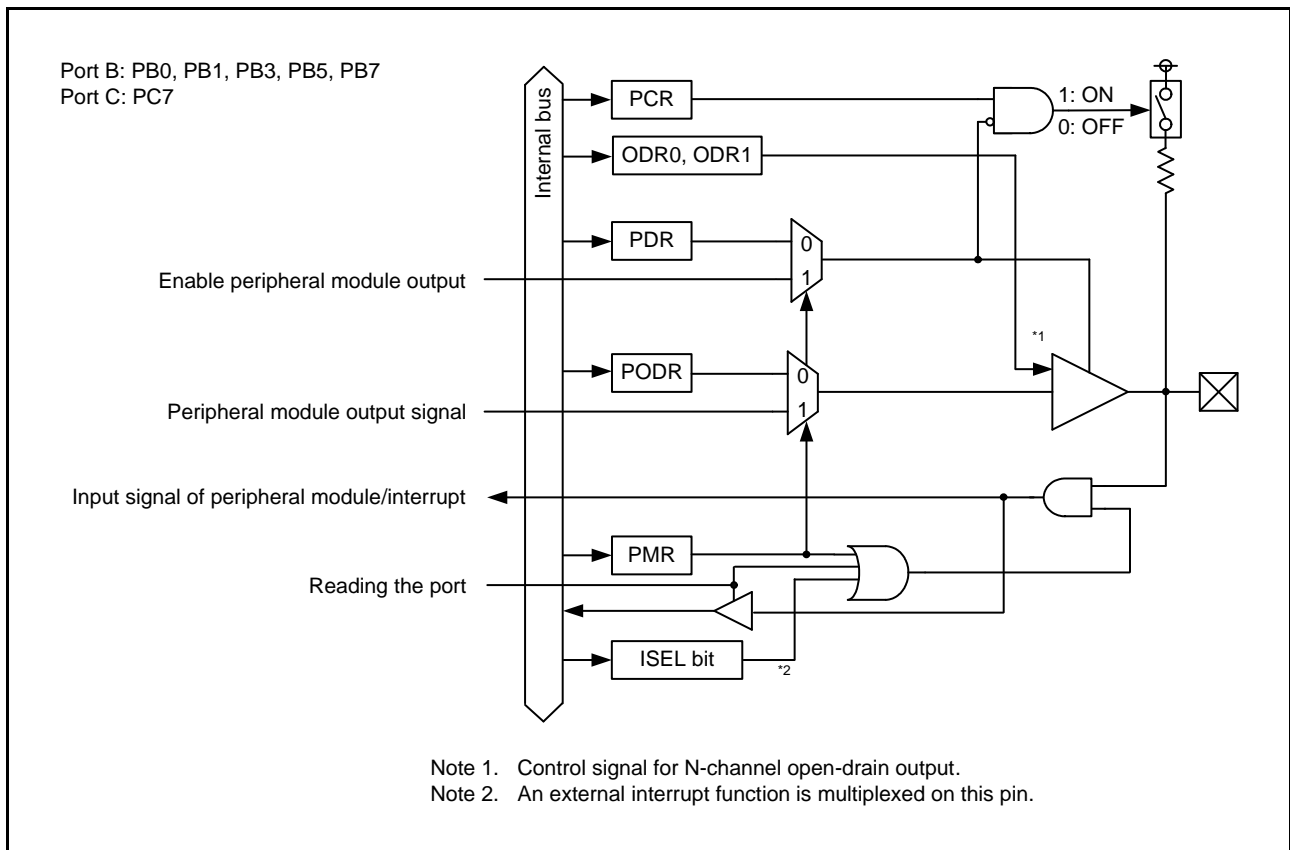 Port B: PB0, PB1, PB3, PB5, PB7
Port C: PC7
Internal bus
PCR
1: ON
0: OFF
ODR0, ODR1
PDR
0
Enable peripheral module output
1
*1
PODR
0
Peripheral module output signal
1
Input signal of peripheral module/interrupt
PMR
Reading the port
ISEL bit
*2
Note 1. Control signal for N-channel open-drain output.
Note 2. An external interrupt function is multiplexed on this pin.